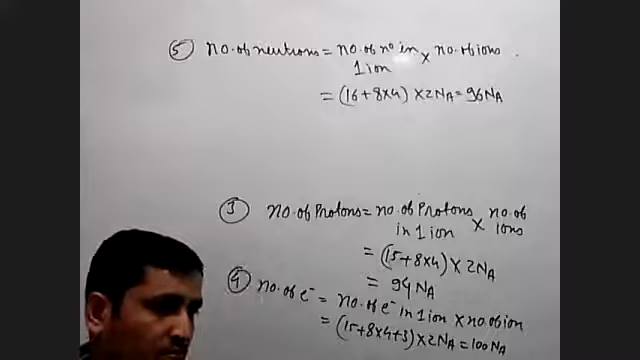 ⑤ no. of neutrons = no. of n⁰ in 1 ion × no. of ions
= (16+8×4) × 2NA = 96NA
③ no. of Protons = no. of Protons in 1 ion × no. of ions
= (15+8×4) × 2NA
= 94 NA
④ no. of e⁻ = no. of e⁻ in 1 ion × no. of ion
= (15+8×4+3) × 2NA = 100 NA